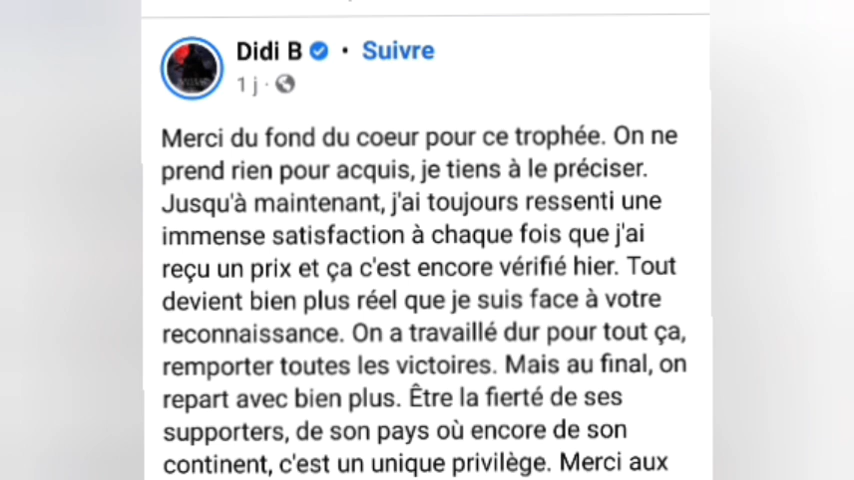 Didi B • Suivre
1 j ·
Merci du fond du coeur pour ce trophée. On ne
prend rien pour acquis, je tiens à le préciser.
Jusqu'à maintenant, j'ai toujours ressenti une
immense satisfaction à chaque fois que j'ai
reçu un prix et ça c'est encore vérifié hier. Tout
devient bien plus réel que je suis face à votre
reconnaissance. On a travaillé dur pour tout ça,
remporter toutes les victoires. Mais au final, on
repart avec bien plus. Être la fierté de ses
supporters, de son pays où encore de son
continent, c'est un unique privilège. Merci aux